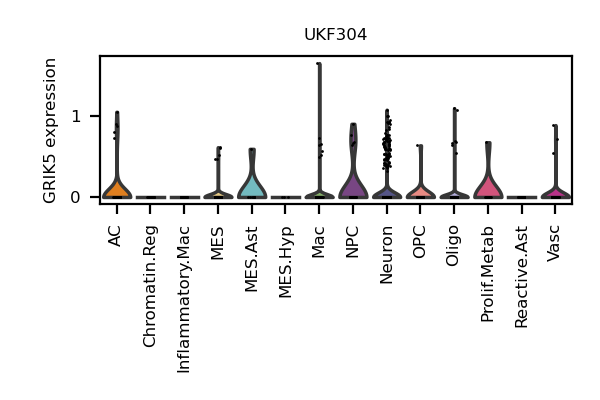 UKF304
GRIK5 expression
1
0
AC
Chromatin.Reg
Inflammatory.Mac
MES
MES.Ast
MES.Hyp
Mac
NPC
Neuron
OPC
Oligo
Prolif.Metab
Reactive.Ast
Vasc